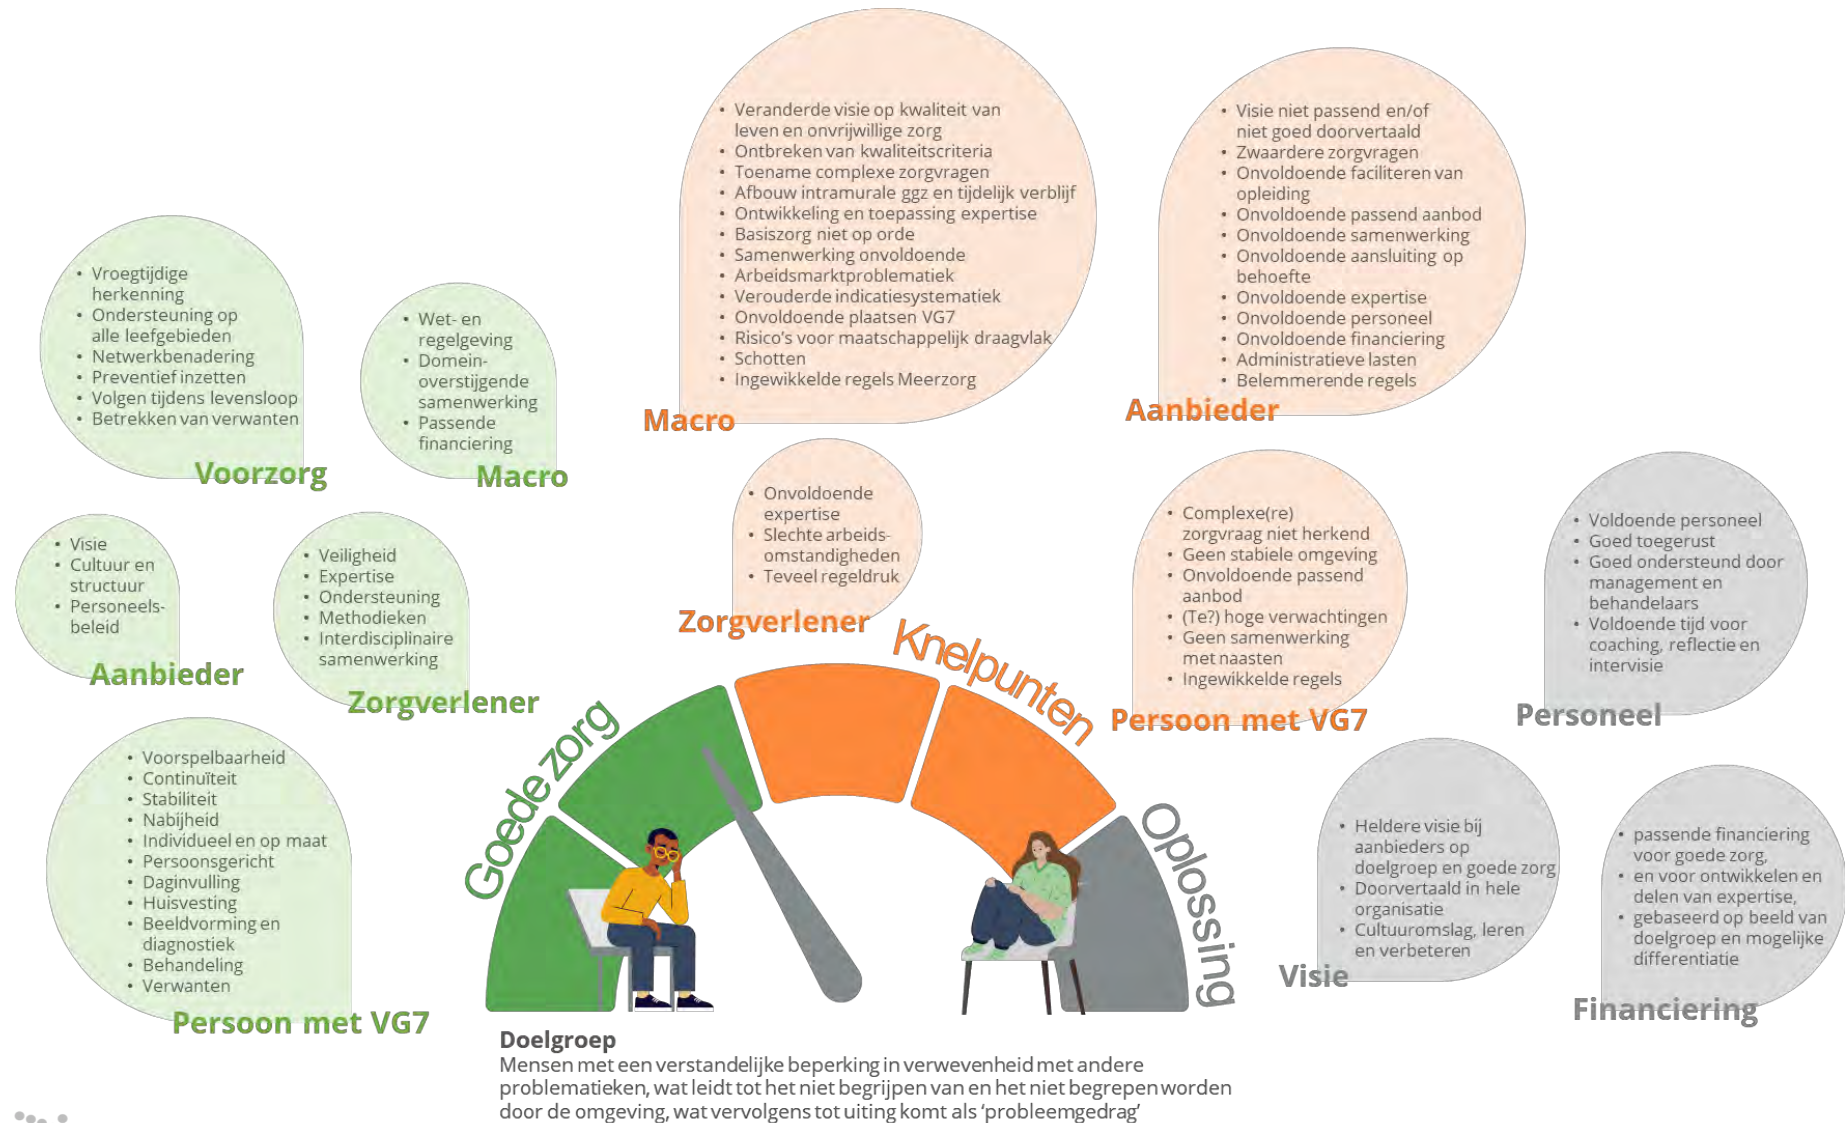 • Vroegtijdige
herkenning
• Ondersteuning op
alle leefgebieden
• Netwerkbenadering
• Preventief inzetten
• Volgen tijdens levensloop
• Betrekken van verwanten
Voorzorg
• Wet- en
regelgeving
• Domein-
overstijgende
samenwerking
• Passende
financiering
Macro
• Visie
• Cultuur en
structuur
• Personeels-
beleid
Aanbieder
• Veiligheid
• Expertise
• Ondersteuning
• Methodieken
• Interdisciplinaire
samenwerking
Zorgverlener
• Voorspelbaarheid
• Continuïteit
• Stabiliteit
• Nabijheid
• Individueel en op maat
• Persoonsgericht
• Daginvulling
• Huisvesting
• Beeldvorming en
diagnostiek
• Behandeling
• Verwanten
Persoon met VG7
Goede zorg
• Veranderde visie op kwaliteit van
leven en onvrijwillige zorg
• Ontbreken van kwaliteitscriteria
• Toename complexe zorgvragen
• Afbouw intramurale ggz en tijdelijk verblijf
• Ontwikkeling en toepassing expertise
• Basiszorg niet op orde
• Samenwerking onvoldoende
• Arbeidsmarktproblematiek
• Verouderde indicatiesystematiek
• Onvoldoende plaatsen VG7
• Risico's voor maatschappelijk draagvlak
• Schotten
• Ingewikkelde regels Meerzorg
Macro
• Visie niet passend en/of
niet goed doorvertaald
• Zwaardere zorgvragen
• Onvoldoende faciliteren van
opleiding
• Onvoldoende passend aanbod
• Onvoldoende samenwerking
• Onvoldoende aansluiting op
behoefte
• Onvoldoende expertise
• Onvoldoende personeel
• Onvoldoende financiering
• Administratieve lasten
• Belemmerende regels
Aanbieder
• Onvoldoende
expertise
• Slechte arbeids-
omstandigheden
• Teveel regeldruk
Zorgverlener
Knelpunten
• Complexe(re)
zorgvraag niet herkend
• Geen stabiele omgeving
• Onvoldoende passend
aanbod
• (Te?) hoge verwachtingen
• Geen samenwerking
met naasten
• Ingewikkelde regels
Persoon met VG7
• Voldoende personeel
• Goed toegerust
• Goed ondersteund door
management en
behandelaars
• Voldoende tijd voor
coaching, reflectie en
intervisie
Personeel
Oplossing
• Heldere visie bij
aanbieders op
doelgroep en goede zorg
• Doorvertaald in hele
organisatie
• Cultuuromslag, leren
en verbeteren
Visie
• passende financiering
voor goede zorg,
• en voor ontwikkelen en
delen van expertise,
• gebaseerd op beeld van
doelgroep en mogelijke
differentiatie
Financiering
Doelgroep
Mensen met een verstandelijke beperking in verwevenheid met andere
problematieken, wat leidt tot het niet begrijpen van en het niet begrepen worden
door de omgeving, wat vervolgens tot uiting komt als ‘probleemgedrag’